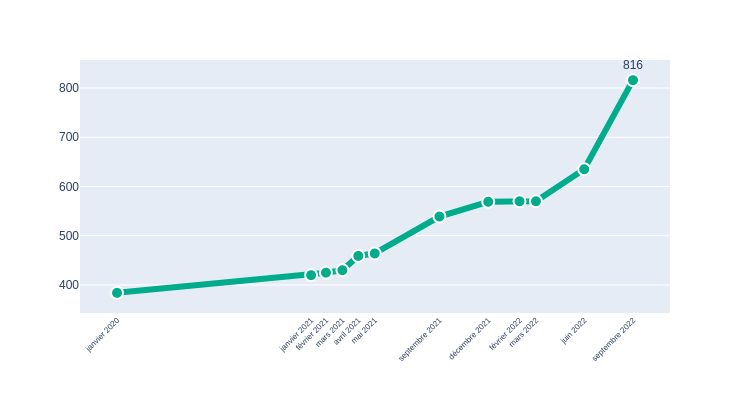 816
800
700
600
500
400
janvier 2020
janvier 2021
février 2021
mars 2021
avril 2021
mai 2021
septembre 2021
décembre 2021
février 2022
mars 2022
juin 2022
septembre 2022